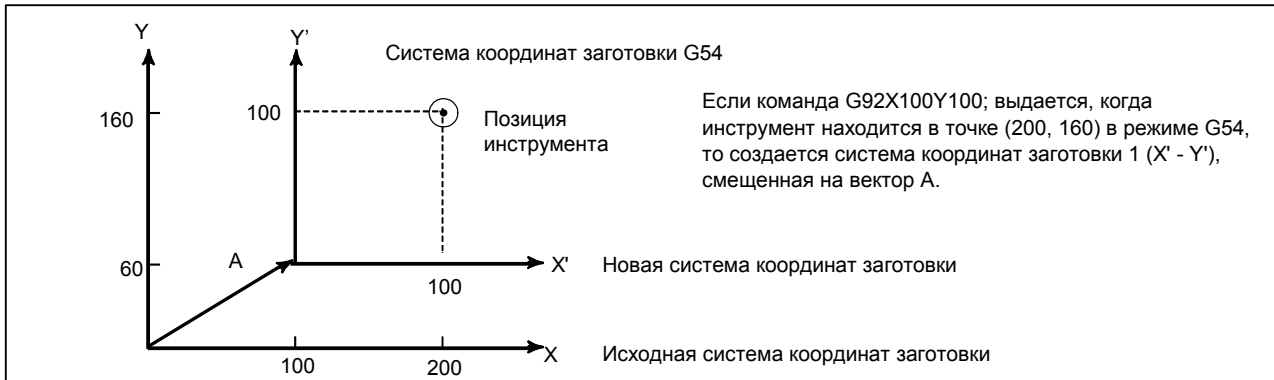 Y
Y’
Система координат заготовки G54
160
100
Позиция
инструмента
Если команда G92X100Y100; выдается, когда
инструмент находится в точке (200, 160) в режиме G54,
то создается система координат заготовки 1 (X' - Y'),
смещенная на вектор A.
60
A
X'
Новая система координат заготовки
100
X
Исходная система координат заготовки
100
200